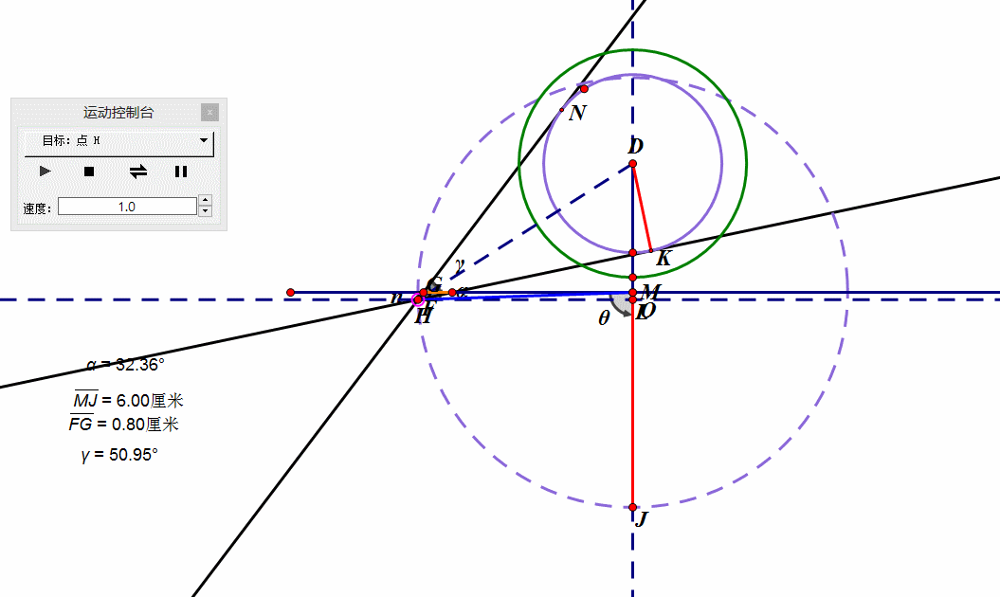 运动控制台
x
目标: 点 H
速度:
1.0
N
D
K
γ
G
α
n
M
H
O
θ
α = 32.36°
MJ = 6.00厘米
FG = 0.80厘米
γ = 50.95°
J